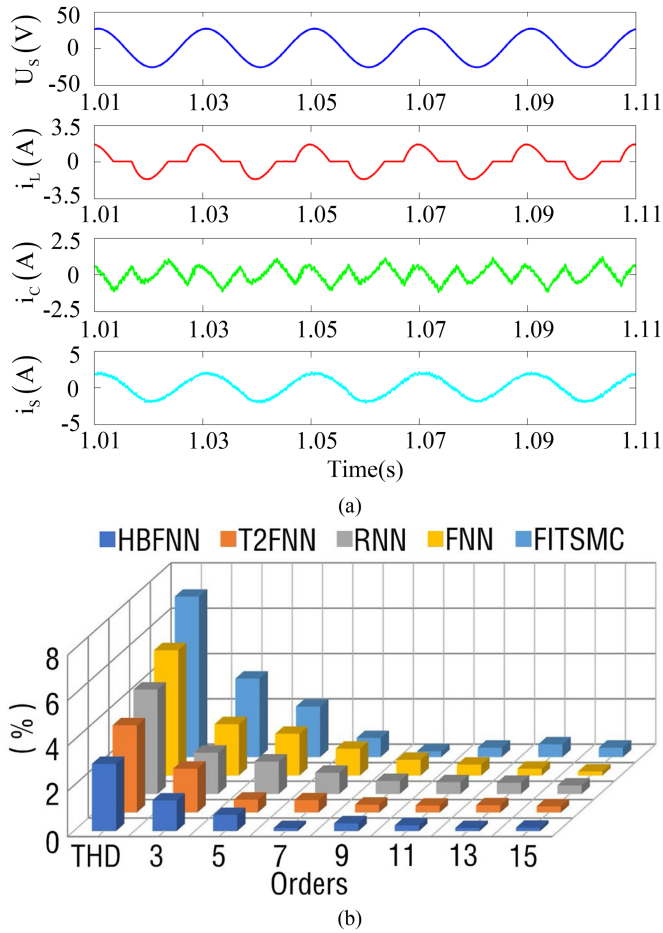 50
0
-50
U_S(V)
1.01 1.03 1.05 1.07 1.09 1.11
3.5
0
-3.5
i_L(A)
1.01 1.03 1.05 1.07 1.09 1.11
2.5
0
-2.5
i_C(A)
1.01 1.03 1.05 1.07 1.09 1.11
5
0
-5
i_S(A)
1.01 1.03 1.05 1.07 1.09 1.11
Time(s)
(a)
HBFNN T2FNN RNN FNN FITSMC
8
6
4
2
0
(%)
THD 3 5 7 9 11 13 15
Orders
(b)